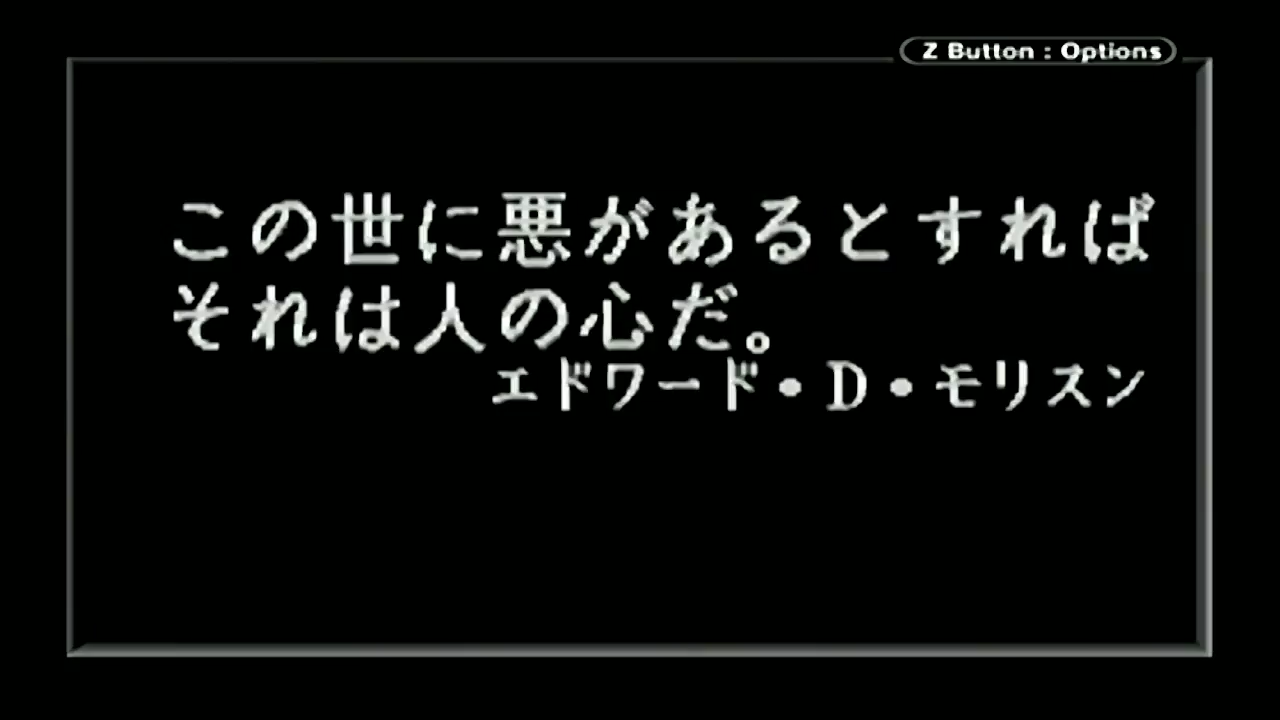 Z Button : Options
この世に悪があるとすれば
それは人の心だ。
エドワード・D・モリスン